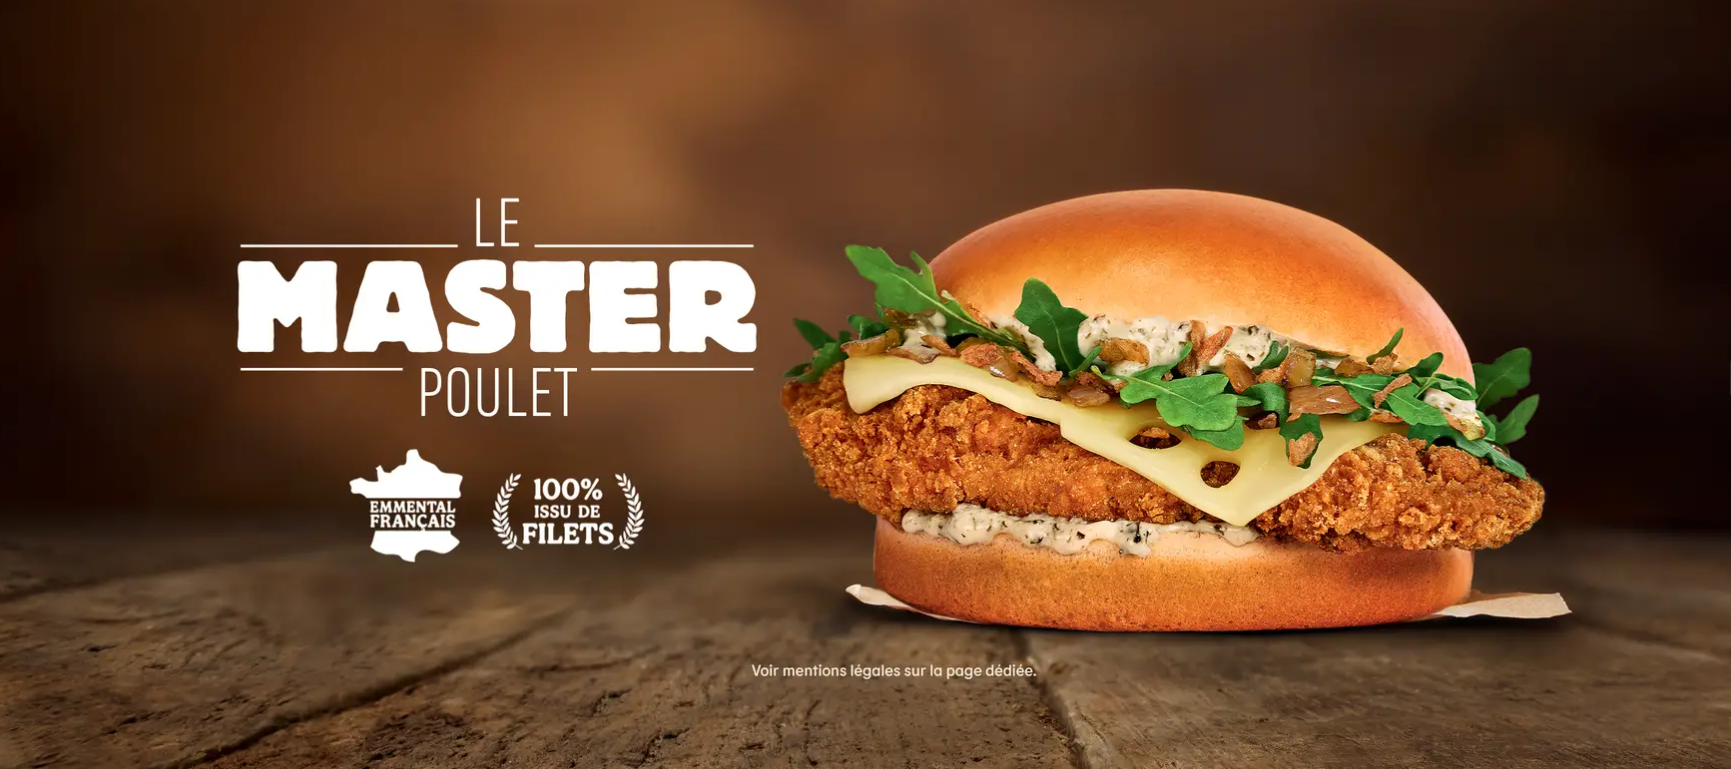 LE
MASTER
POULET
EMMENTAL
FRANÇAIS
100%
ISSU DE
FILETS
Voir mentions légales sur la page dédiée.